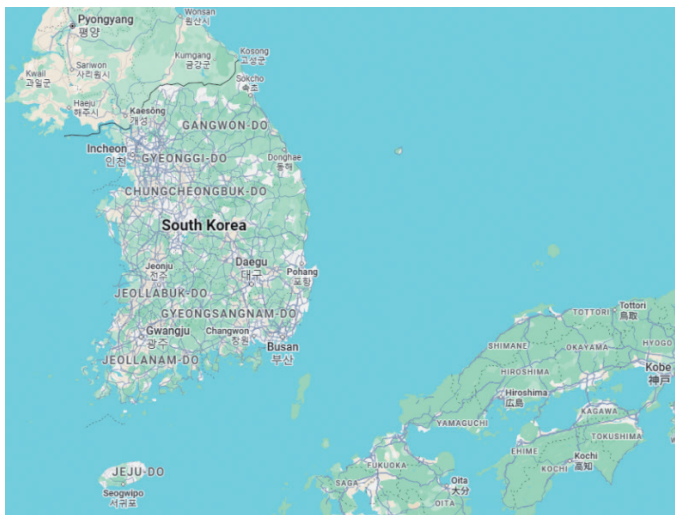 Wonsan
원산시
Pyongyang
평양
Kumgang
금강군
Kosong
고성군
Sariwon
사리원시
Kwail
과일군
Sokcho
속초
Haeju
해주시
Kaesong
개성
GANGWON-DO
Incheon
인천
GYEONGGI-DO
Donghae
동해
CHUNGCHEONGBUK-DO
South Korea
Jeonju
전주
Daegu
대구
Pohang
포항
JEOLLABUK-DO
GYEONGSANGNAM-DO
Gwangju
광주
Changwon
창원
Busan
부산
JEOLLANAM-DO
Tottori
鳥取
TOTTORI
SHIMANE
OKAYAMA
HYOGO
HIROSHIMA
Kobe
神戸
Hiroshima
広島
KAGAWA
YAMAGUCHI
TOKUSHIMA
EHIME
Kochi
高知
KOCHI
FUKUOKA
SAGA
Oita
大分
OITA
JEJU-DO
Seogwipo
서귀포